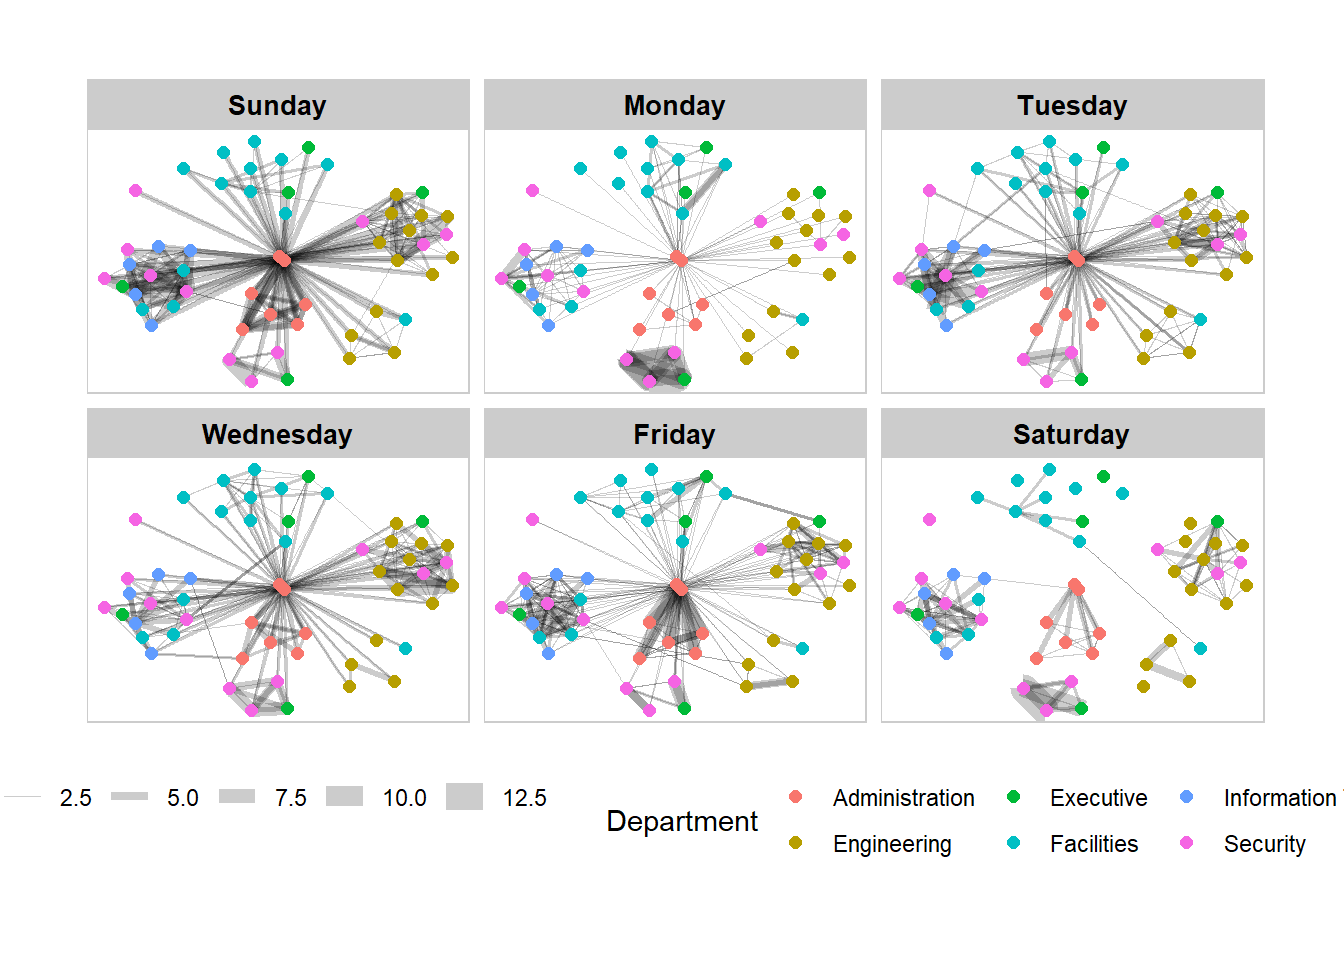 Sunday
Monday
Tuesday
Wednesday
Friday
Saturday
2.5
5.0
7.5
10.0
12.5
Department
Administration
Executive
Information
Engineering
Facilities
Security